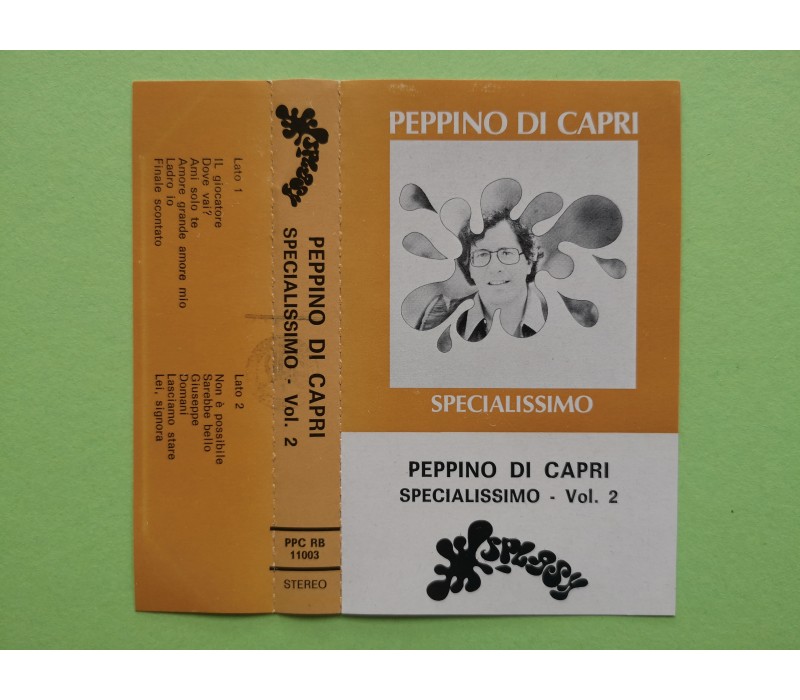 Lato 1
IL giocatore
Dove vai?
Ami solo te
Amore grande amore mio
Ladro io
Finale scontato
Lato 2
Non è possibile
Sarebbe bello
Giuseppe
Domani
Lasciamo stare
Lei, signora
SPLASH
PEPPINO DI CAPRI
SPECIALISSIMO - Vol. 2
PPC RB
11003
STEREO
PEPPINO DI CAPRI
SPECIALISSIMO
PEPPINO DI CAPRI
SPECIALISSIMO - Vol. 2
SPLASH